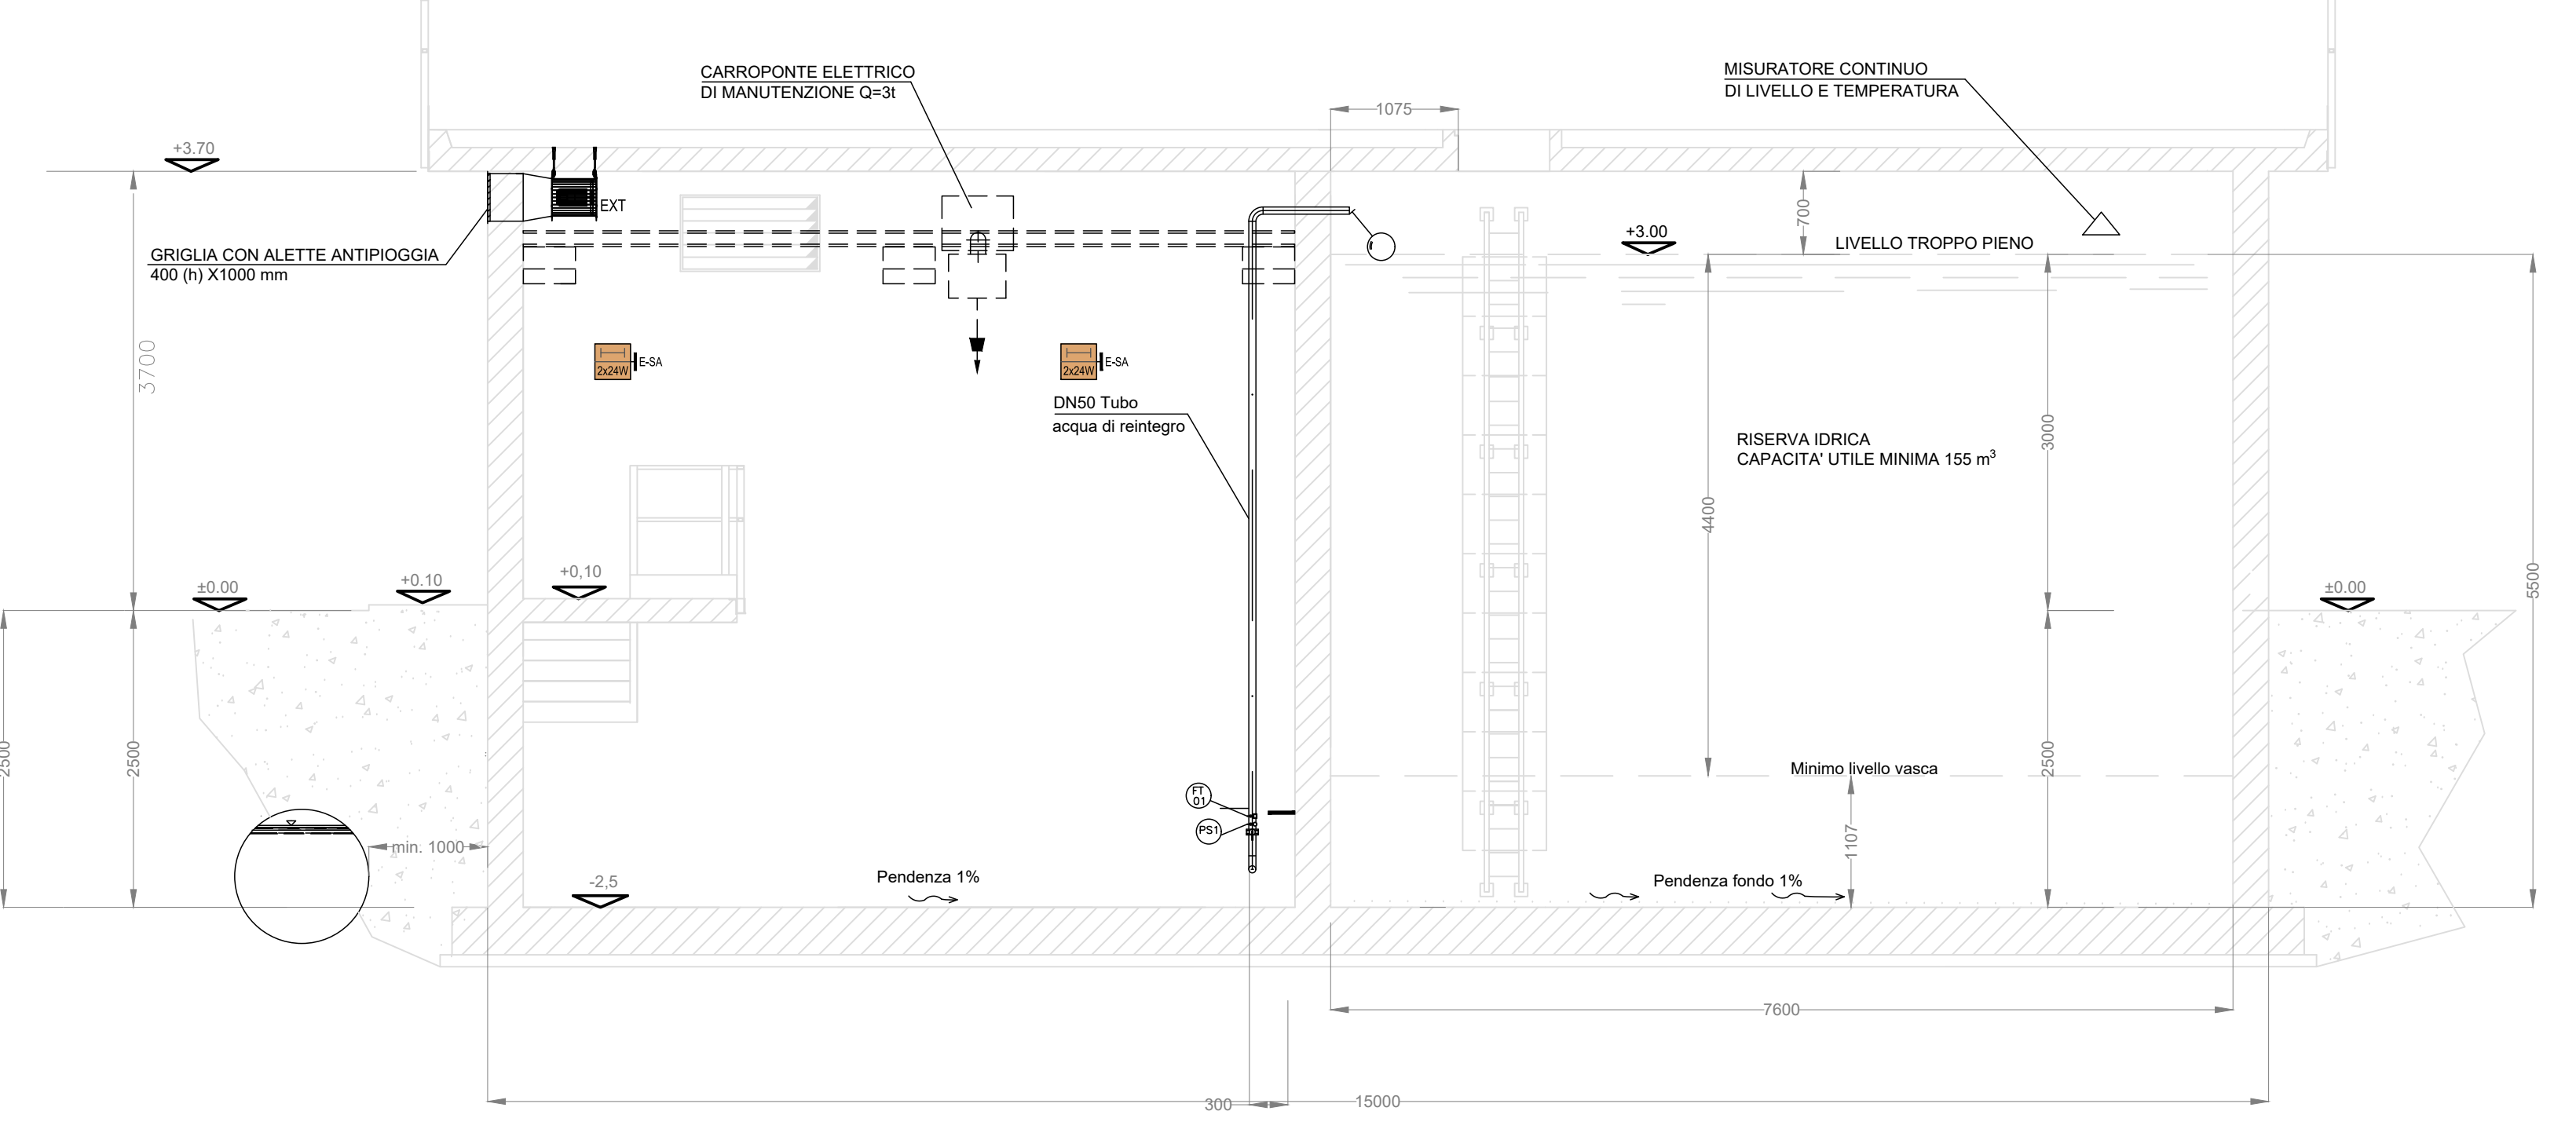 CARROPONTE ELETTRICO
DI MANUTENZIONE Q=3t
MISURATORE CONTINUO
DI LIVELLO E TEMPERATURA
1075
+3.70
700
EXT
+3.00
LIVELLO TROPPO PIENO
GRIGLIA CON ALETTE ANTIPIOGGIA
400 (h) X1000 mm
3700
2x24W
E-SA
2x24W
E-SA
DN50 Tubo
acqua di reintegro
RISERVA IDRICA
CAPACITA' UTILE MINIMA 155 m³
3000
4400
5500
±0.00
+0.10
+0,10
±0.00
2500
2500
2500
Minimo livello vasca
FT
01
PS1
1107
min. 1000
-2,5
Pendenza 1%
Pendenza fondo 1%
7600
300
15000